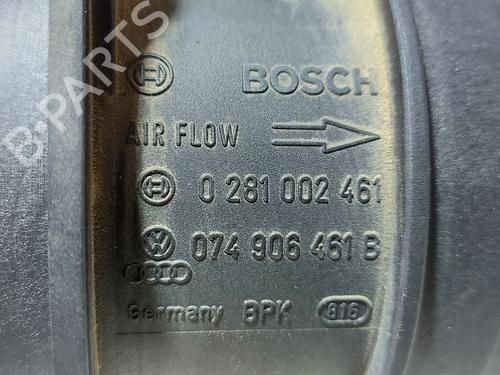 BOSCH
AIR FLOW
0 281 002 461
074 906 461 B
Germany BPK 816
B-PARTS